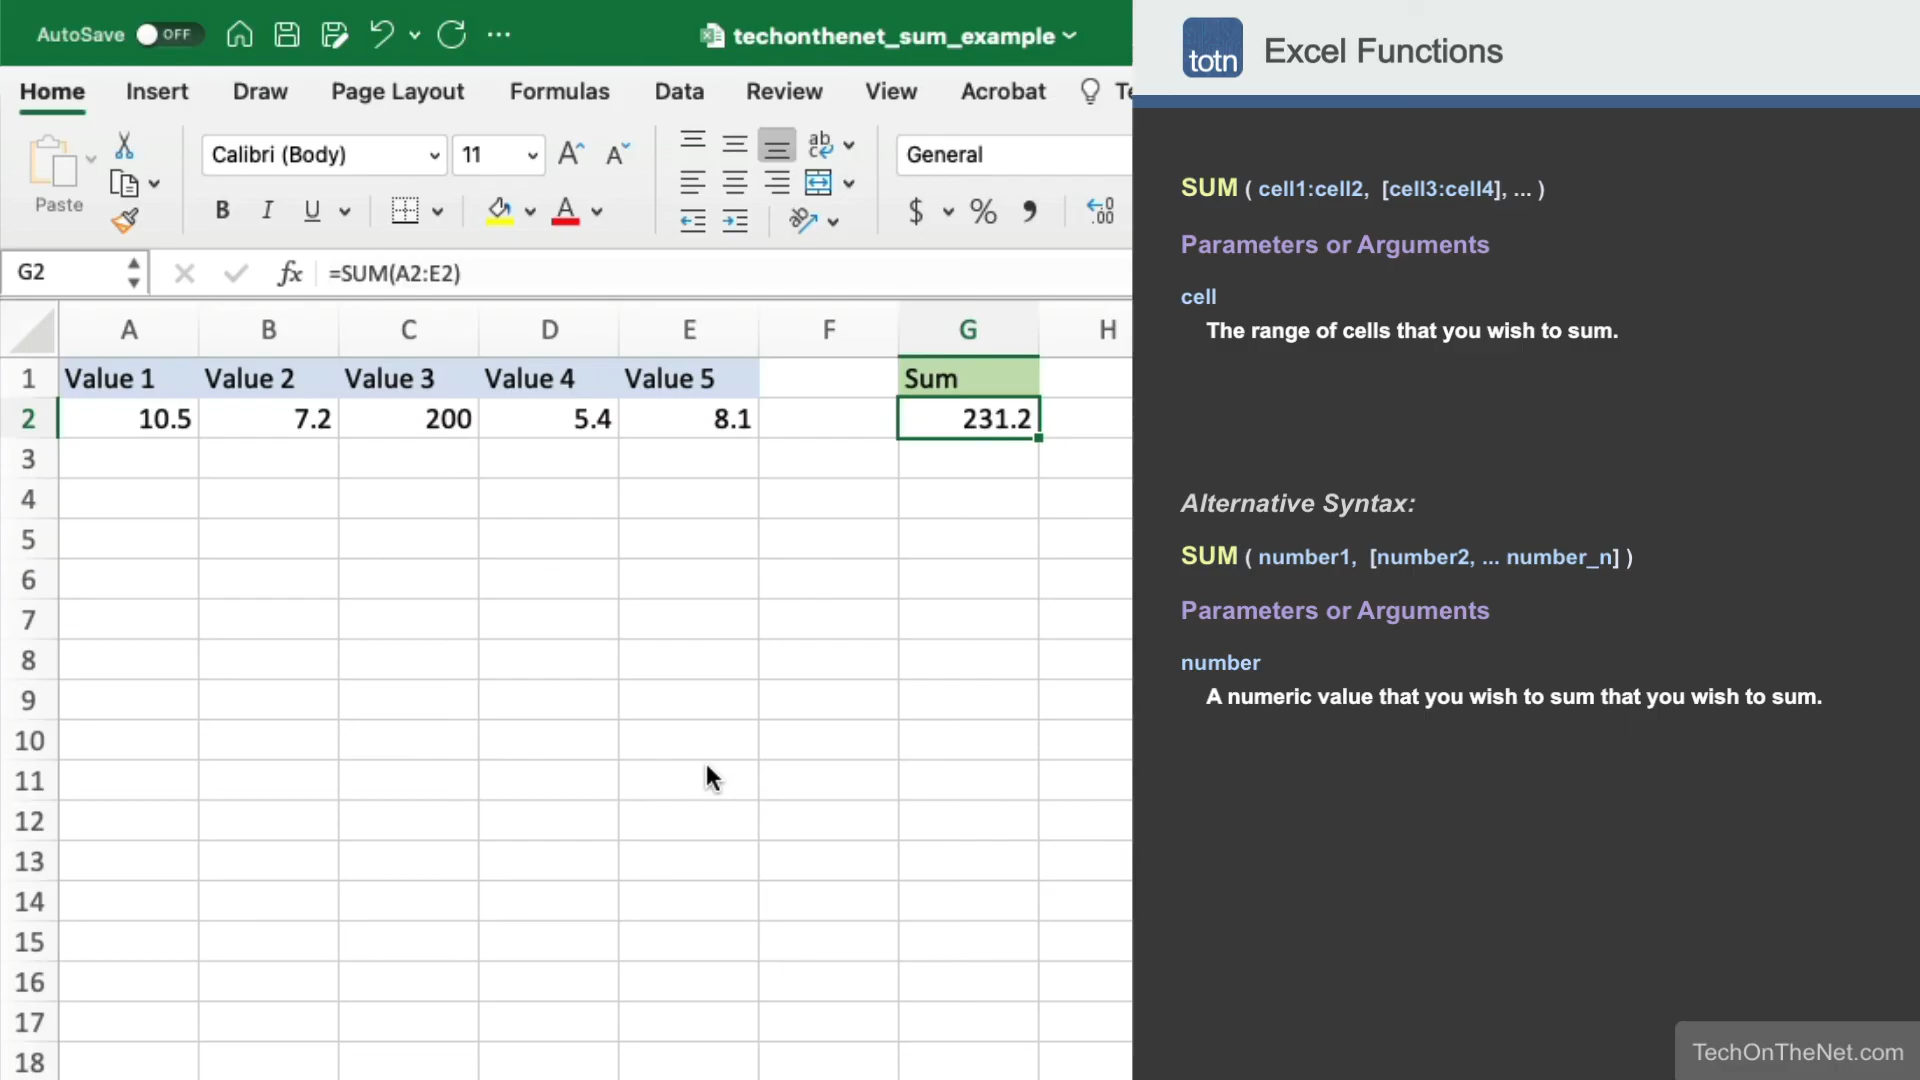 AutoSave OFF
techonthenet_sum_example
Home Insert Draw Page Layout Formulas Data Review View Acrobat Te
Paste
Calibri (Body) 11
General
B I U A
$ % .00
G2 fx =SUM(A2:E2)
A B C D E F G H
1 Value 1 Value 2 Value 3 Value 4 Value 5 Sum
2 10.5 7.2 200 5.4 8.1 231.2
3
4
5
6
7
8
9
10
11
12
13
14
15
16
17
18
totn Excel Functions
SUM ( cell1:cell2, [cell3:cell4], ... )
Parameters or Arguments
cell
The range of cells that you wish to sum.
Alternative Syntax:
SUM ( number1, [number2, ... number_n] )
Parameters or Arguments
number
A numeric value that you wish to sum that you wish to sum.
TechOnTheNet.com